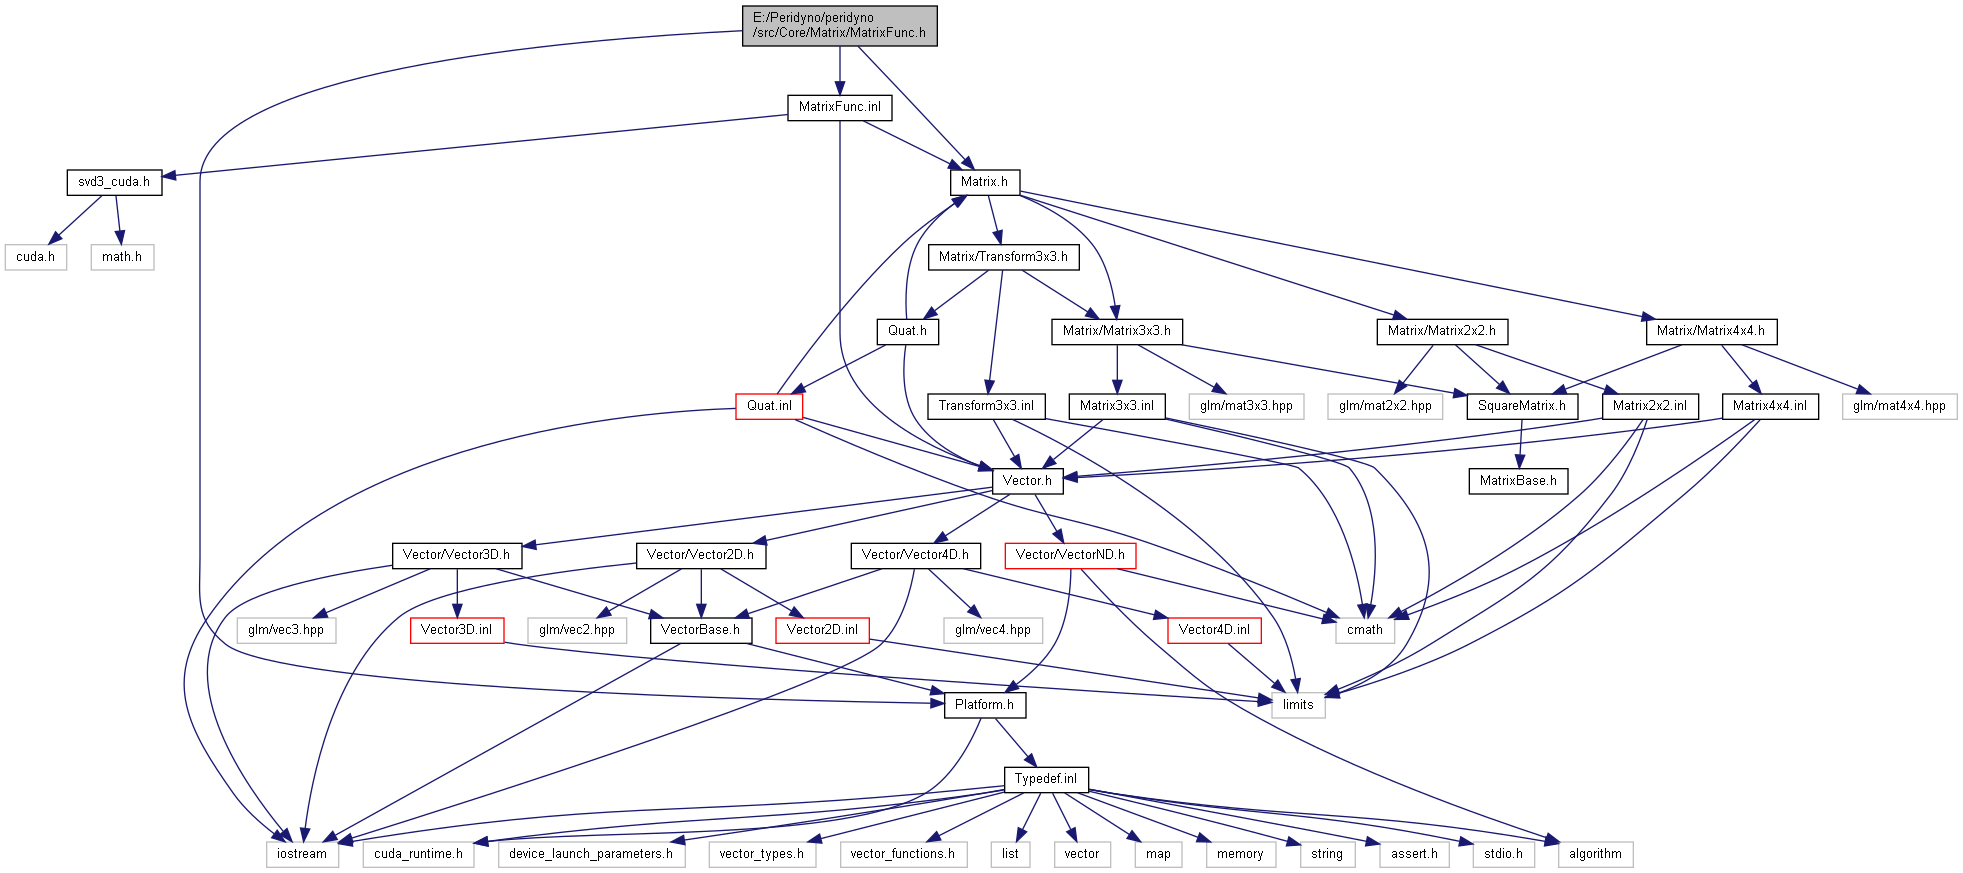 E:/Peridyno/peridyno
/src/Core/Matrix/MatrixFunc.h
MatrixFunc.inl
svd3_cuda.h
Matrix.h
cuda.h
math.h
Matrix/Transform3x3.h
Quat.h
Matrix/Matrix3x3.h
Matrix/Matrix2x2.h
Matrix/Matrix4x4.h
Quat.inl
Transform3x3.inl
Matrix3x3.inl
glm/mat3x3.hpp
glm/mat2x2.hpp
SquareMatrix.h
Matrix2x2.inl
Matrix4x4.inl
glm/mat4x4.hpp
Vector.h
MatrixBase.h
Vector/Vector3D.h
Vector/Vector2D.h
Vector/Vector4D.h
Vector/VectorND.h
glm/vec3.hpp
Vector3D.inl
glm/vec2.hpp
VectorBase.h
Vector2D.inl
glm/vec4.hpp
Vector4D.inl
cmath
Platform.h
limits
Typedef.inl
iostream
cuda_runtime.h
device_launch_parameters.h
vector_types.h
vector_functions.h
list
vector
map
memory
string
assert.h
stdio.h
algorithm